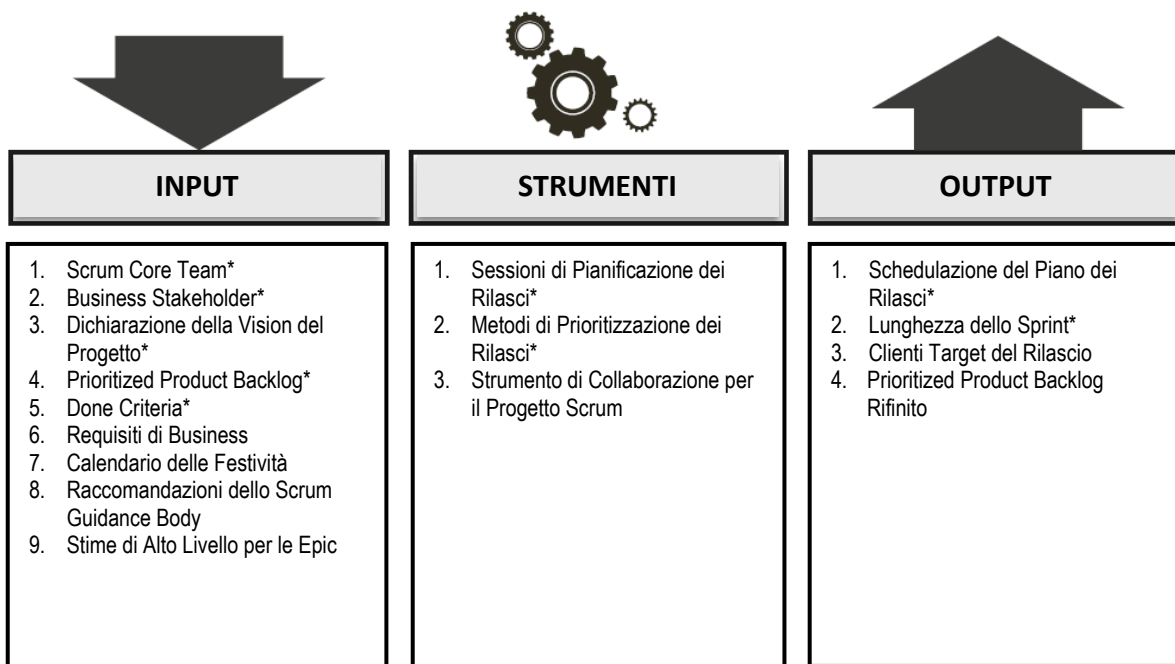 INPUT
1. Scrum Core Team*
2. Business Stakeholder*
3. Dichiarazione della Vision del
Progetto*
4. Prioritized Product Backlog*
5. Done Criteria*
6. Requisiti di Business
7. Calendario delle Festività
8. Raccomandazioni dello Scrum
Guidance Body
9. Stime di Alto Livello per le Epic
STRUMENTI
1. Sessioni di Pianificazione dei
Rilasci*
2. Metodi di Prioritizzazione dei
Rilasci*
3. Strumento di Collaborazione per
il Progetto Scrum
OUTPUT
1. Schedulazione del Piano dei
Rilasci*
2. Lunghezza dello Sprint*
3. Clienti Target del Rilascio
4. Prioritized Product Backlog
Rifinito